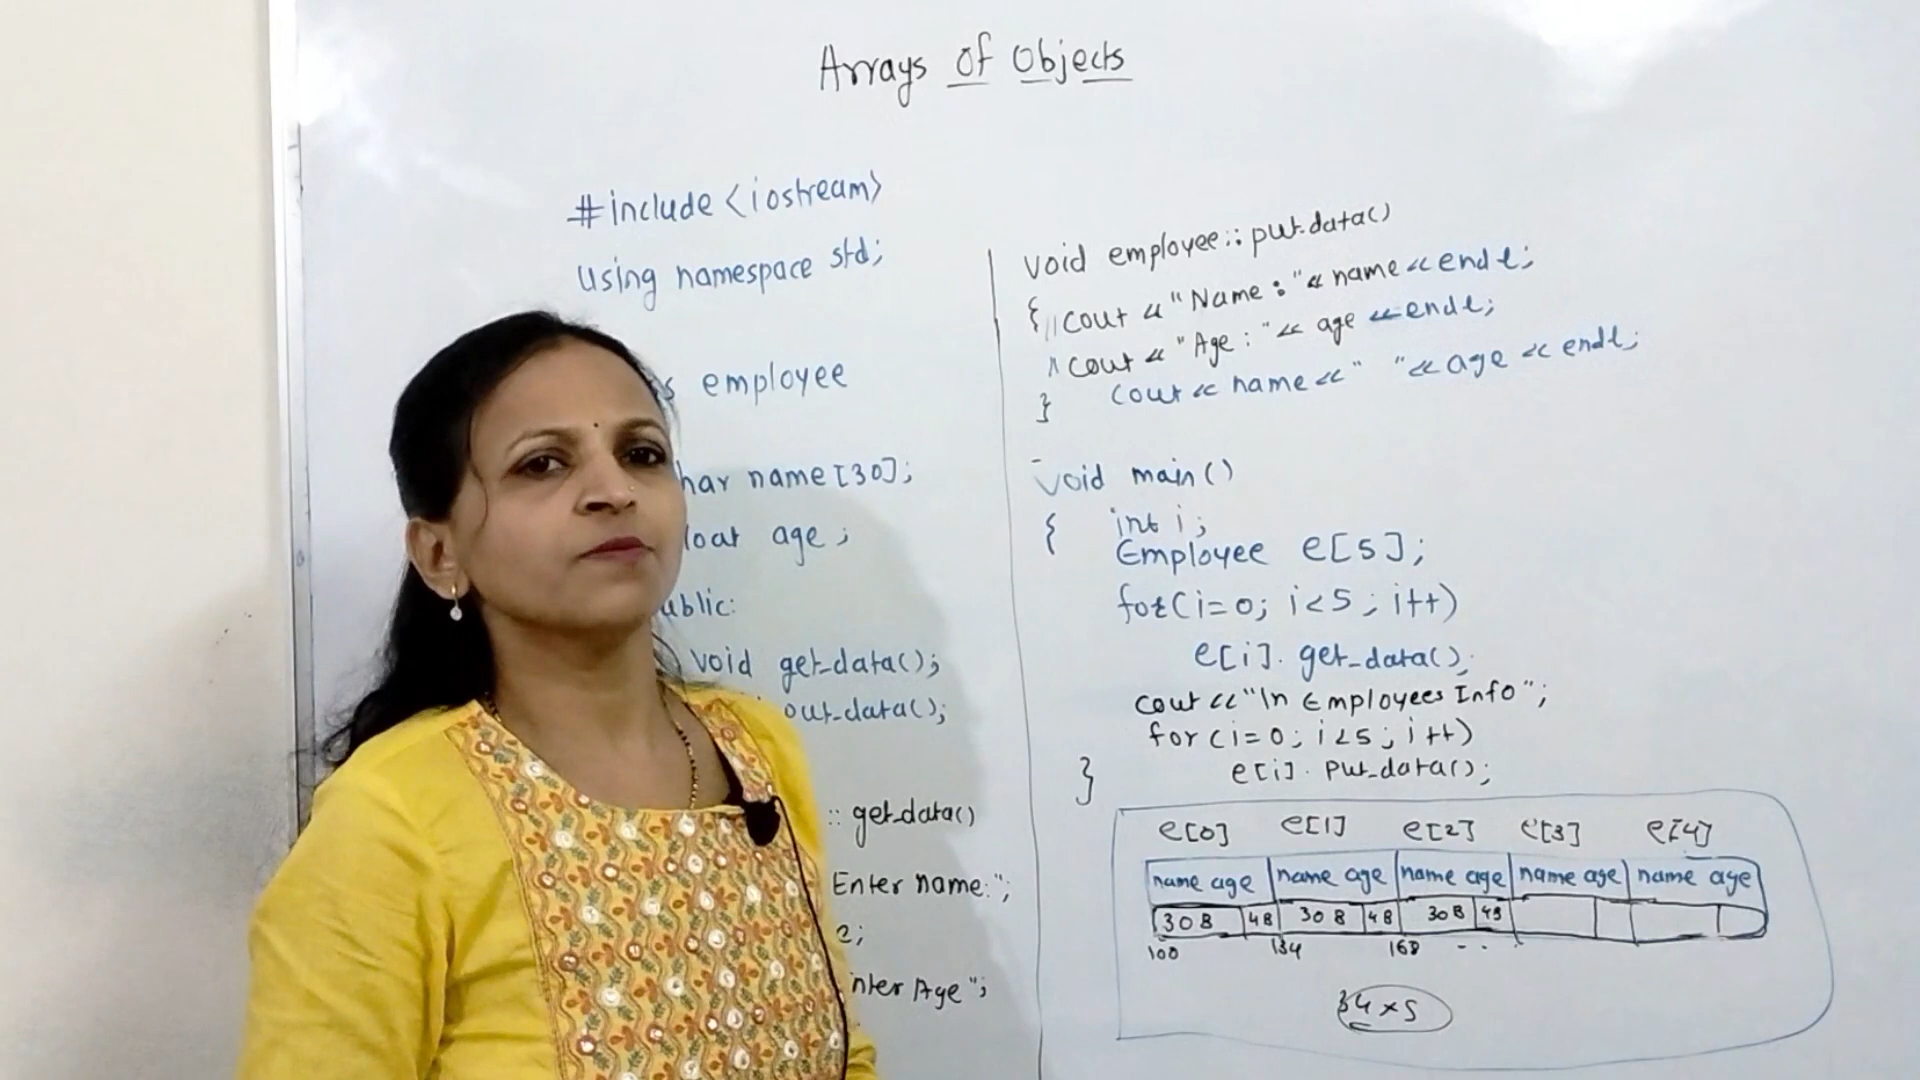 Arrays of Objects
#include <iostream>
using namespace std;
s employee
har name[30];
loat age;
ublic:
void get_data();
out_data();
:: get_data()
Enter name:";
e;
nter Age";
void employee :: put_data()
{ // cout << "Name : " << name << endl;
// cout << "Age : " << age << endl;
cout << name << " " << age << endl;
}
void main()
{ int i;
Employee e[5];
for(i=0; i<5; i++)
e[i]. get_data();
cout << "\n Employees Info";
for(i=0; i<5; i++)
e[i]. put_data();
}
e[0] e[1] e[2] e[3] e[4]
name age name age name age name age name age
30B 4B 30B 4B 30B 4B
100 134 168 - - -
34 x 5